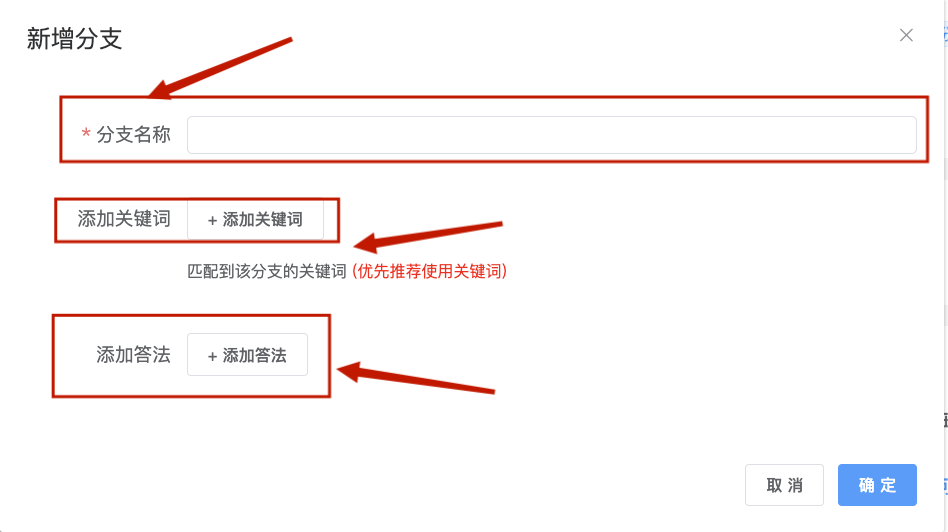 新增分支
* 分支名称
添加关键词 + 添加关键词
匹配到该分支的关键词 (优先推荐使用关键词)
添加答法 + 添加答法
取 消 确 定